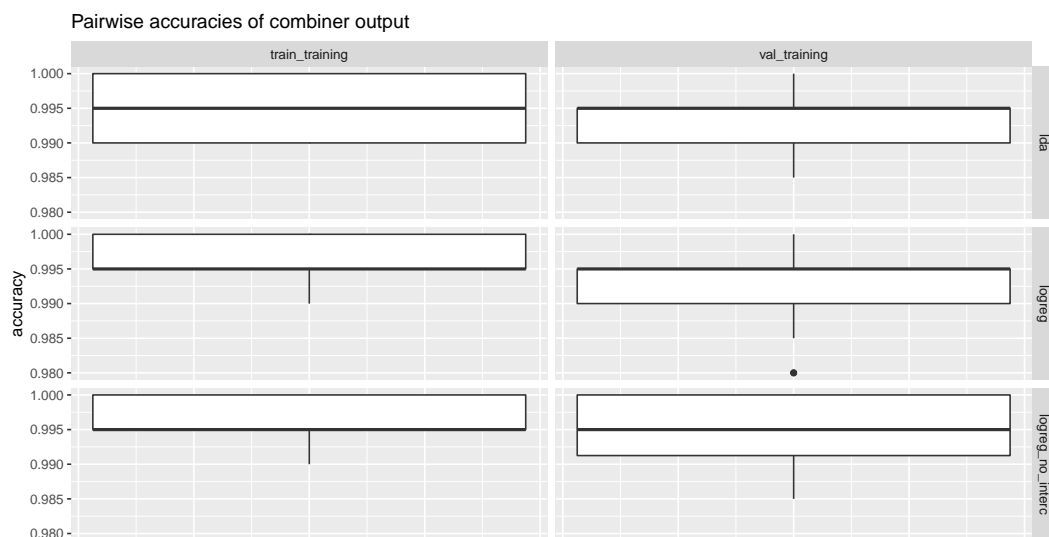 Pairwise accuracies of combiner output
train_training
val_training
1.000
0.995
0.990
0.985
0.980
lda
1.000
0.995
0.990
0.985
0.980
logreg
1.000
0.995
0.990
0.985
0.980
logreg_no_interc
accuracy